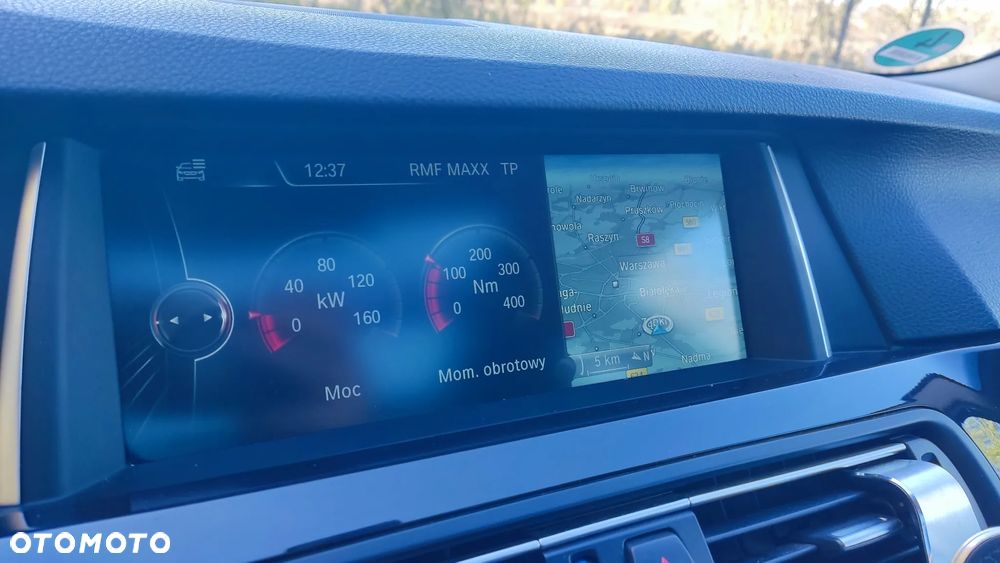 12:37 RMF MAXX TP
40 80 120 160 0 kW
Moc
0 100 200 300 400 Nm
Mom. obrotowy
Nadarzyn
Brwinów
Pruszków
Raszyn
S8
Warszawa
Białołęka
Nadma
5 km
N
OTOMOTO